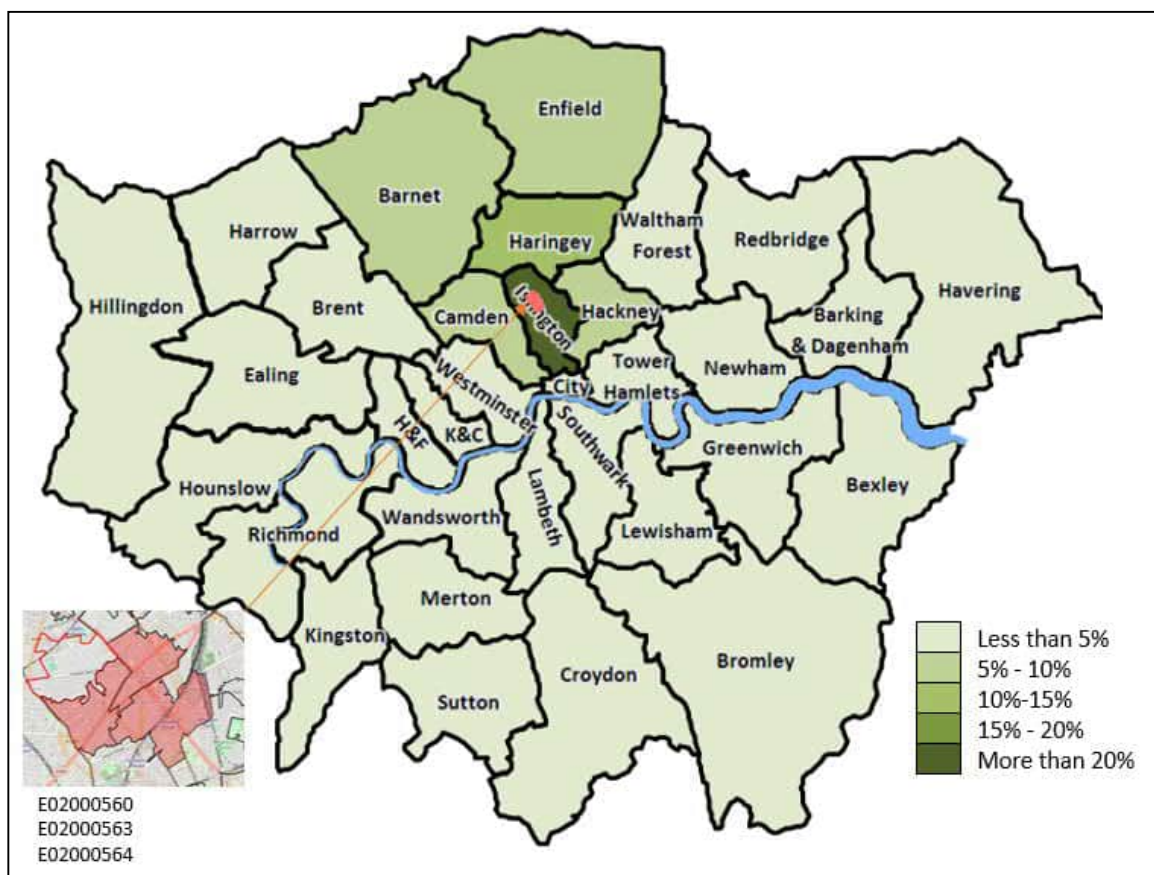 Enfield
Barnet
Haringey
Waltham
Forest
Redbridge
Havering
Harrow
Hillingdon
Brent
Camden
Islington
Hackney
Barking
& Dagenham
Ealing
Westminster
City
Tower
Hamlets
Newham
H&F
K&C
Southwark
Greenwich
Hounslow
Richmond
Wandsworth
Lambeth
Lewisham
Bexley
Merton
Kingston
Sutton
Croydon
Bromley
Less than 5%
5% - 10%
10%-15%
15% - 20%
More than 20%
E02000560
E02000563
E02000564